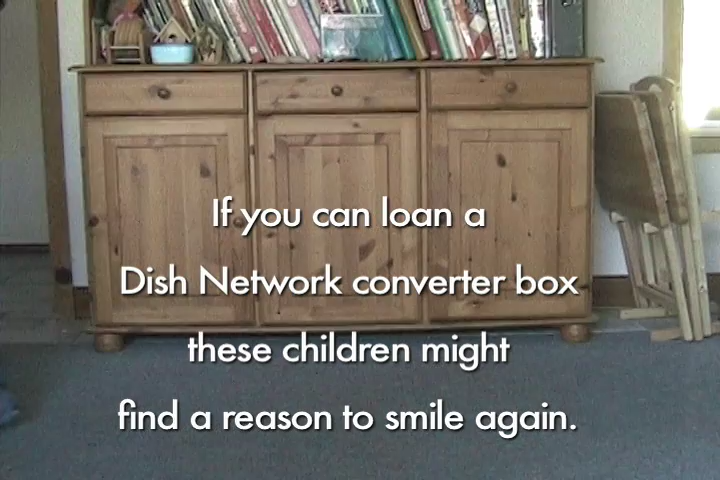 If you can loan a
Dish Network converter box
these children might
find a reason to smile again.